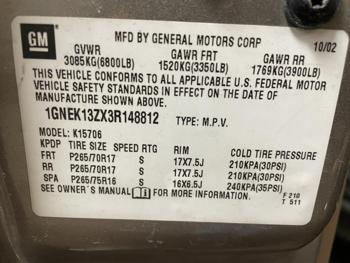 GM
MFD BY GENERAL MOTORS CORP 10/02
GVWR GAWR FRT GAWR RR
3085KG(6800LB) 1520KG(3350LB) 1769KG(3900LB)
THIS VEHICLE CONFORMS TO ALL APPLICABLE U.S. FEDERAL MOTOR
VEHICLE SAFETY STANDARDS IN EFFECT ON THE DATE OF
MANUFACTURE SHOWN ABOVE.
1GNEK13ZX3R148812 TYPE: M.P.V.
MODEL: K15706
KPDP TIRE SIZE SPEED RTG RIM COLD TIRE PRESSURE
FRT P265/70R17 S 17X7.5J 210KPA(30PSI)
RR P265/70R17 S 17X7.5J 210KPA(30PSI)
SPA P265/75R16 S 16X6.5J 240KPA(35PSI)
SEE OWNER'S MANUAL FOR MORE INFORMATION.
F 210
T 511